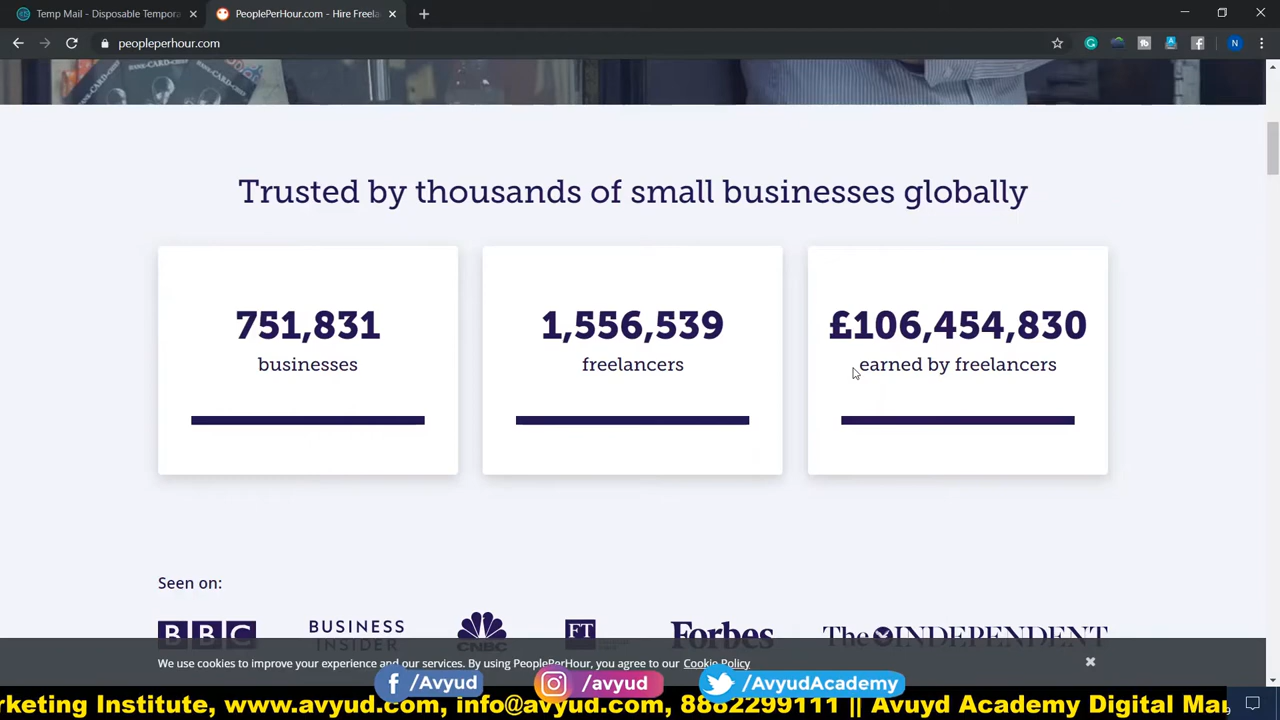 Temp Mail - Disposable Tempora
PeoplePerHour.com - Hire Freela
peopleperhour.com
N
Trusted by thousands of small businesses globally
751,831
businesses
1,556,539
freelancers
£106,454,830
earned by freelancers
Seen on:
BBC
BUSINESS
INSIDER
CNBC
FT
Forbes
The INDEPENDENT
We use cookies to improve your experience and our services. By using PeoplePerHour, you agree to our Cookie Policy
/Avyud
/avyud
/AvyudAcademy
rketing Institute, www.avyud.com, info@avyud.com, 8882299111 || Avuyd Academy Digital Mar